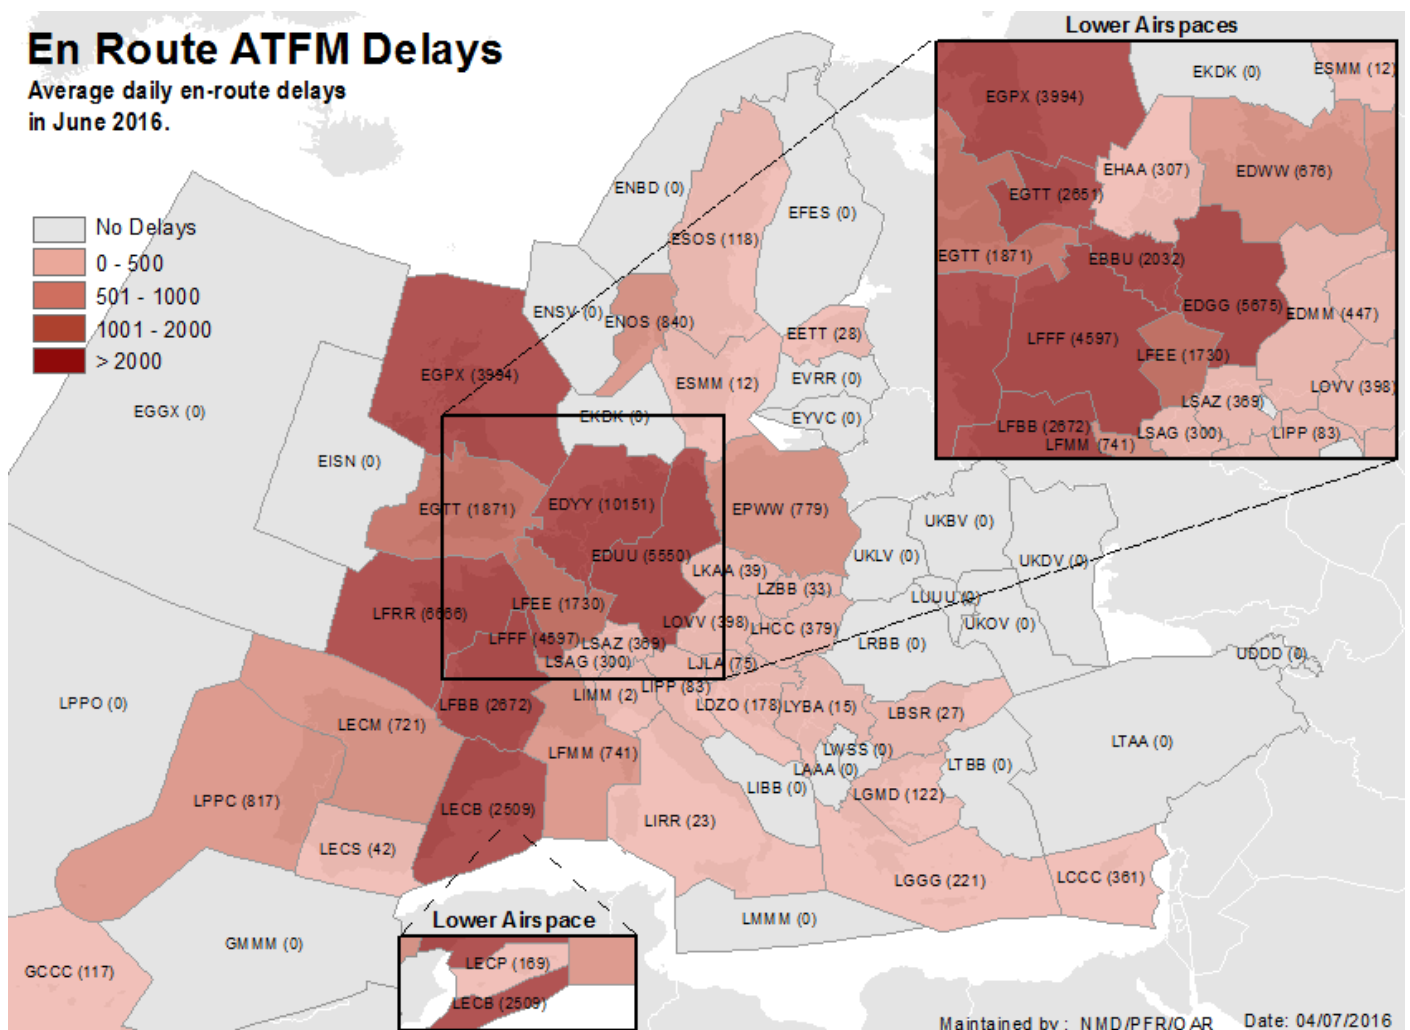 Lower Airspaces
En Route ATFM Delays
Average daily en-route delays
in June 2016.
No Delays
0 - 500
501 - 1000
1001 - 2000
> 2000
EKDK (0)
ESMM (12)
EGPX (3994)
EHAA (307)
EDWW (676)
EGTT (2651)
EGTT (1871)
EBBU (2032)
EDGG (5675)
EDMM (447)
LFFF (4597)
LFEE (1730)
LOVV (398)
LSAZ (369)
LFBB (2672)
LSAG (300)
LIPP (83)
LFMM (741)
ENBD (0)
EFES (0)
ESOS (118)
ENSV (0)
ENOS (840)
EETT (28)
EGPX (3994)
ESMM (12)
EVRR (0)
EGGX (0)
EKDK (0)
EYVC (0)
EISN (0)
EGTT (1871)
EDYY (10151)
EPWW (779)
UKBV (0)
EDUU (5550)
UKLV (0)
UKDV (0)
LKAA (39)
LZBB (33)
LUUU (0)
LFRR (6666)
LFEE (1730)
LOVV (398)
LHCC (379)
UKOV (0)
LFFF (4597)
LSAZ (369)
LRBB (0)
LSAG (300)
LJLA (75)
UDDD (0)
LPPO (0)
LIMM (2)
LIPP (83)
LFBB (2672)
LDZO (178)
LYBA (15)
LBSR (27)
LECM (721)
LTAA (0)
LFMM (741)
LWSS (0)
LAAA (0)
LTBB (0)
LIBB (0)
LPPC (817)
LECB (2509)
LGMD (122)
LIRR (23)
LECS (42)
LGGG (221)
LCCC (361)
Lower Airspace
LMMM (0)
GMMM (0)
LECP (169)
GCCC (117)
LECB (2509)
Maintained by: NMD/PFR/OAR
Date: 04/07/2016